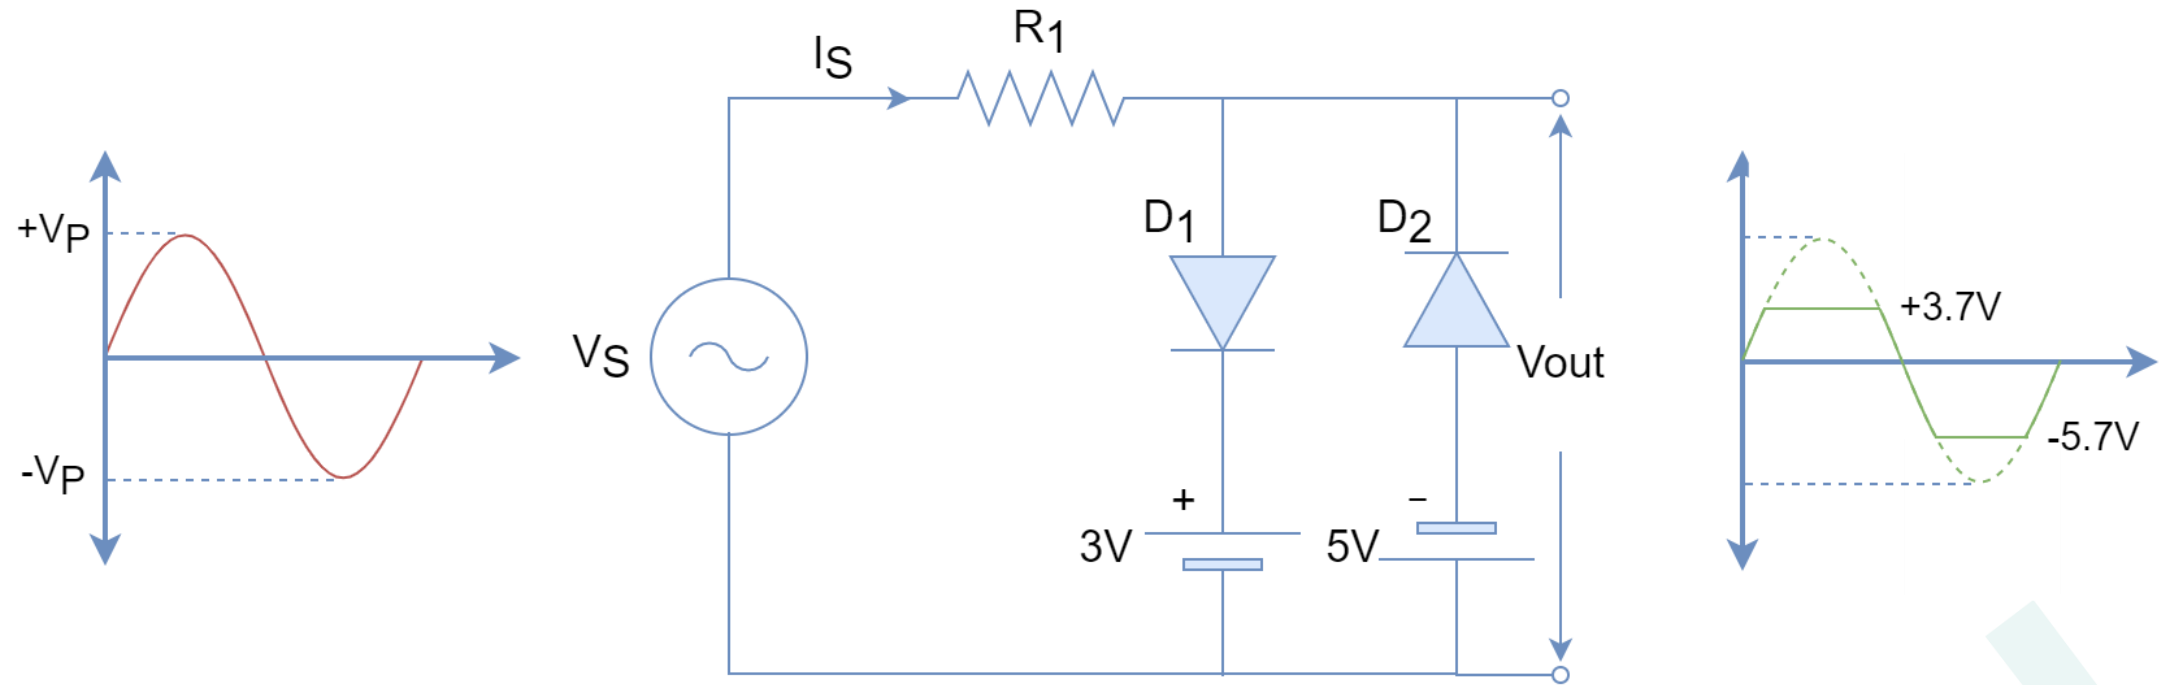 +VP
-VP
IS
R1
VS
D1
D2
+
3V
−
5V
Vout
+3.7V
-5.7V